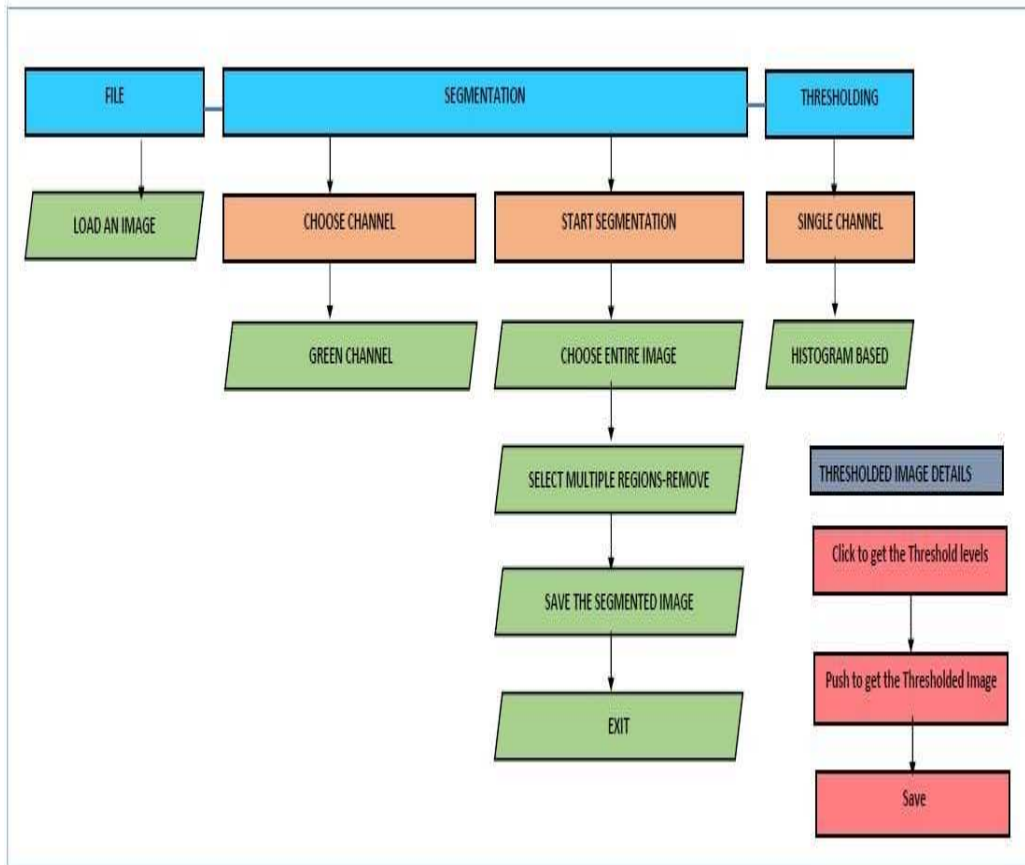 FILE
SEGMENTATION
THRESHOLDING
LOAD AN IMAGE
CHOOSE CHANNEL
START SEGMENTATION
SINGLE CHANNEL
GREEN CHANNEL
CHOOSE ENTIRE IMAGE
HISTOGRAM BASED
SELECT MULTIPLE REGIONS-REMOVE
THRESHOLDED IMAGE DETAILS
Click to get the Threshold levels
SAVE THE SEGMENTED IMAGE
Push to get the Thresholded Image
EXIT
Save